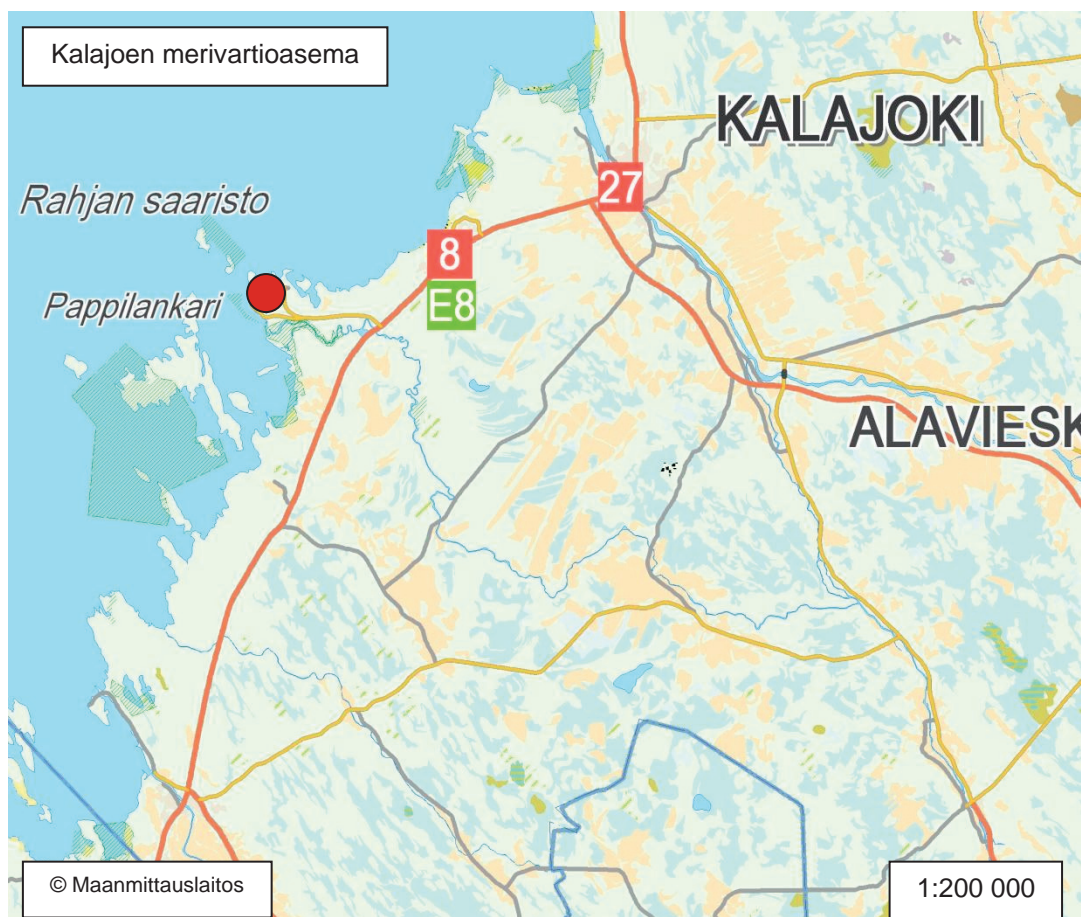 Kalajoen merivartioasema
KALAJOKI
27
Rahjan saaristo
8
Pappilankari
E8
ALAVIESK
© Maanmittauslaitos
1:200 000